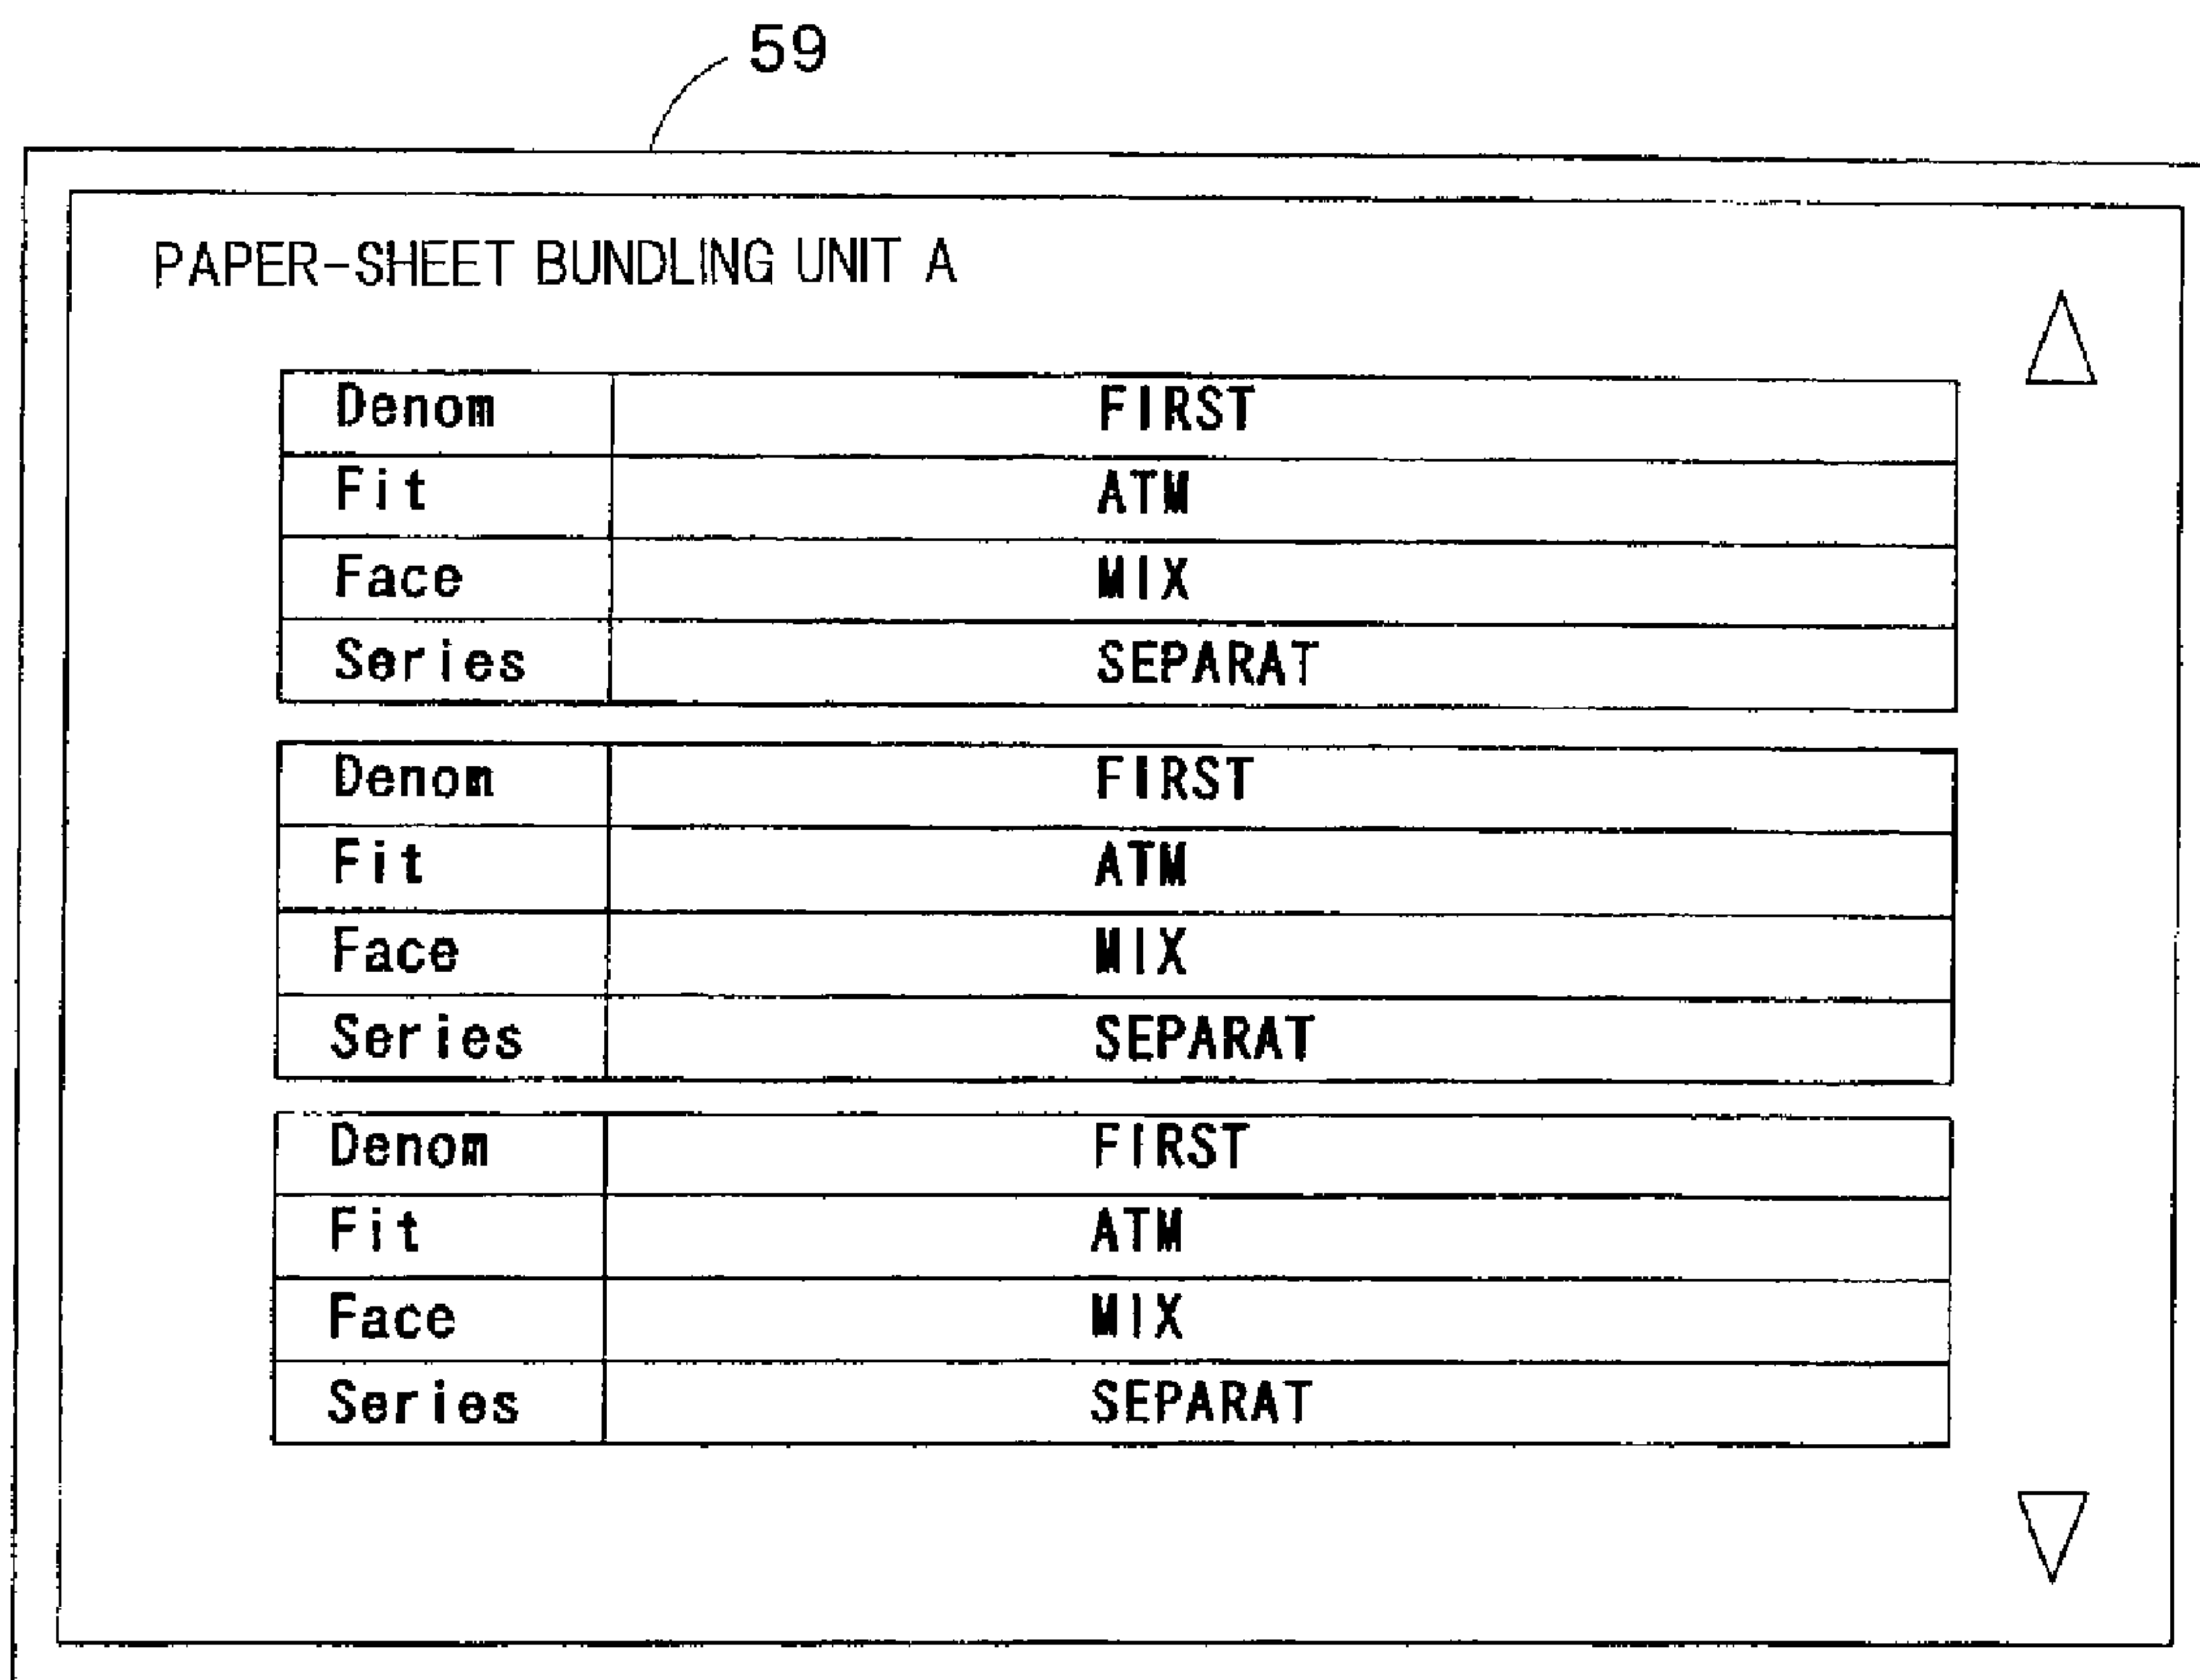 59
PAPER-SHEET BUNDLING UNIT A
Denom FIRST
Fit ATM
Face MIX
Series SEPARAT
Denom FIRST
Fit ATM
Face MIX
Series SEPARAT
Denom FIRST
Fit ATM
Face MIX
Series SEPARAT